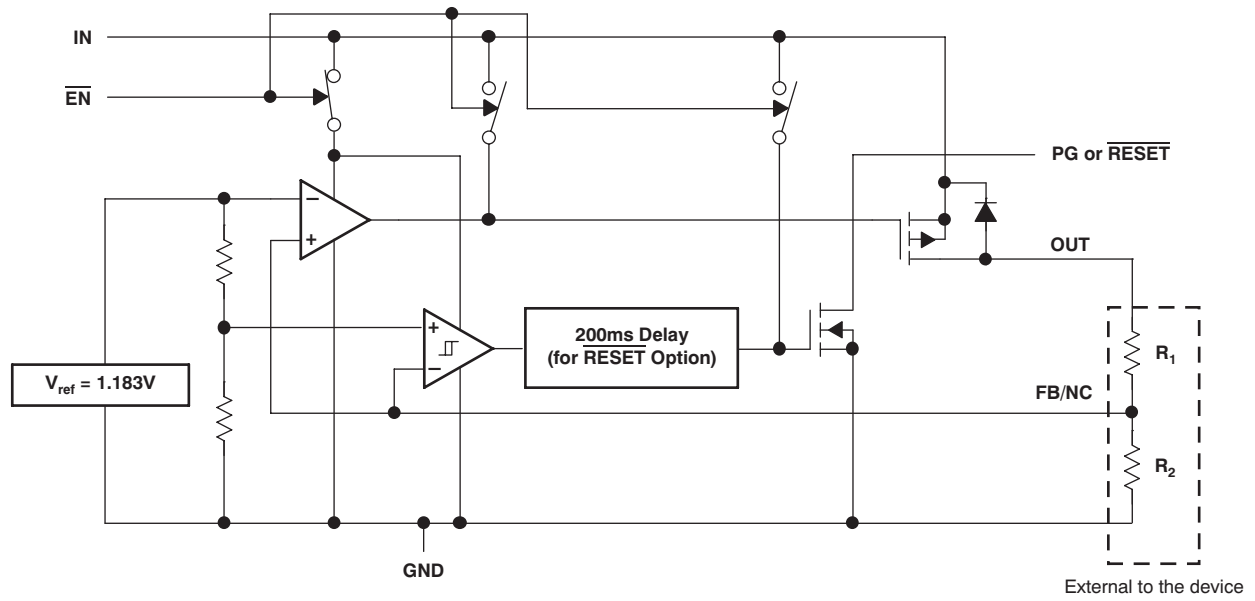 IN
EN
PG or RESET
OUT
−
+
+
−
200ms Delay
(for RESET Option)
R1
Vref = 1.183V
FB/NC
R2
GND
External to the device